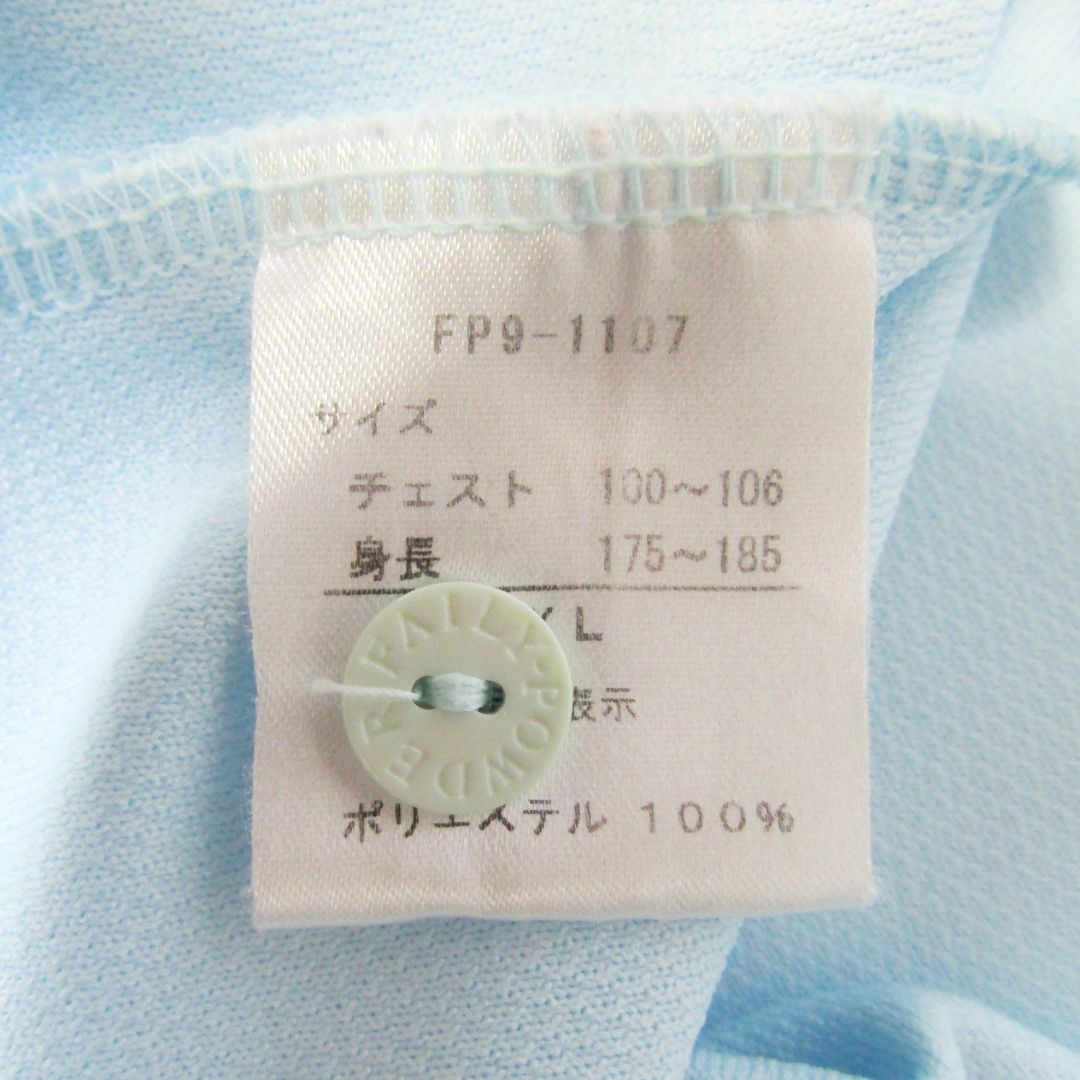 FP9-1107
サイズ
チェスト 100～106
身長 175～185
L
表示
ポリエステル 100%
FAILY·POWDER